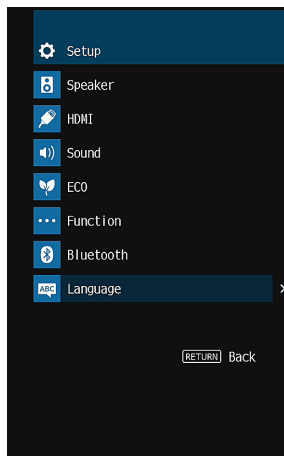 Setup
Speaker
HDMI
Sound
ECO
Function
Bluetooth
ABC Language
RETURN Back